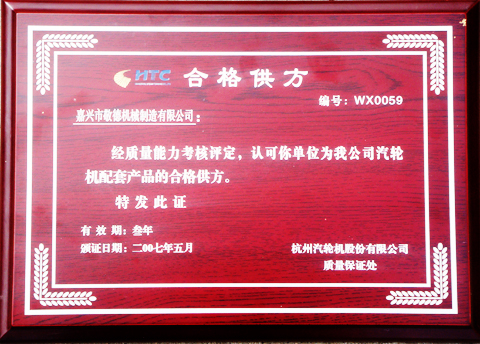 HTC 合格供方
编号：WX0059
嘉兴市敬德机械制造有限公司：
经质量能力考核评定，认可你单位为我公司汽轮
机配套产品的合格供方。
特发此证
有效期：叁年
颁证日期：二00七年五月
杭州汽轮机股份有限公司
质量保证处